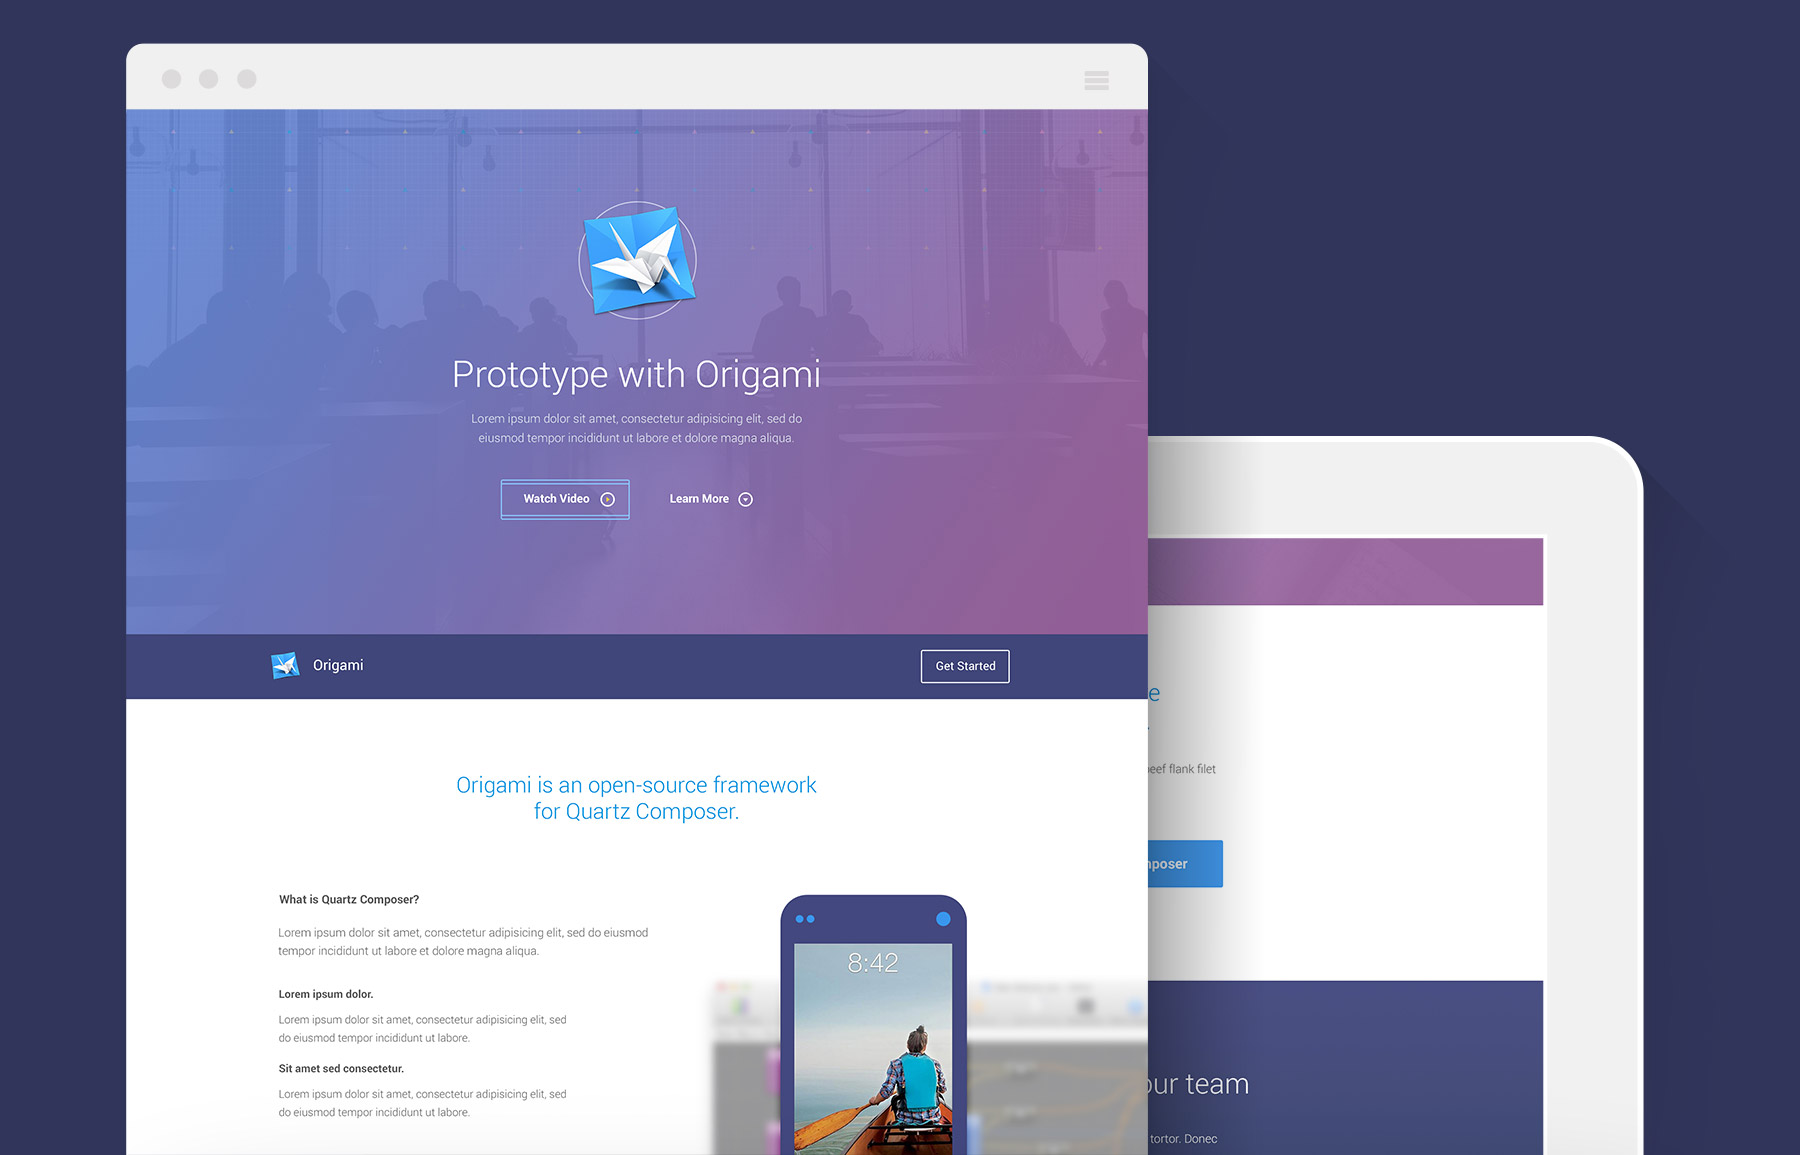 Prototype with Origami
Lorem ipsum dolor sit amet, consectetur adipisicing elit, sed do
eiusmod tempor incididunt ut labore et dolore magna aliqua.
Watch Video
Learn More
Origami
Get Started
Origami is an open-source framework
for Quartz Composer.
What is Quartz Composer?
Lorem ipsum dolor sit amet, consectetur adipisicing elit, sed do eiusmod
tempor incididunt ut labore et dolore magna aliqua.
Lorem ipsum dolor.
Lorem ipsum dolor sit amet, consectetur adipisicing elit, sed
do eiusmod tempor incididunt ut labore.
Sit amet sed consectetur.
Lorem ipsum dolor sit amet, consectetur adipisicing elit, sed
do eiusmod tempor incididunt ut labore.
8:42
e
eef flank filet
poser
our team
tortor. Donec